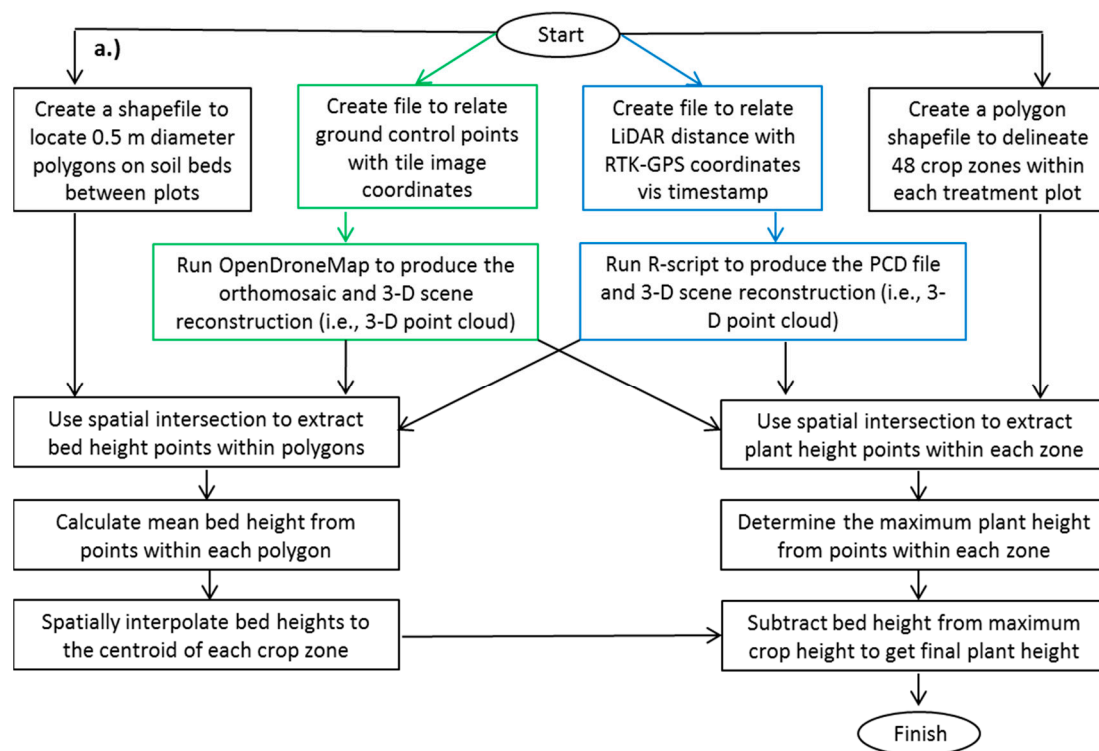 Start
a.)
Create a shapefile to
locate 0.5 m diameter
polygons on soil beds
between plots
Create file to relate
ground control points
with tile image
coordinates
Create file to relate
LiDAR distance with
RTK-GPS coordinates
vis timestamp
Create a polygon
shapefile to delineate
48 crop zones within
each treatment plot
Run OpenDroneMap to produce the
orthomosaic and 3-D scene
reconstruction (i.e., 3-D point cloud)
Run R-script to produce the PCD file
and 3-D scene reconstruction (i.e., 3-
D point cloud)
Use spatial intersection to extract
bed height points within polygons
Use spatial intersection to extract
plant height points within each zone
Calculate mean bed height from
points within each polygon
Determine the maximum plant height
from points within each zone
Spatially interpolate bed heights to
the centroid of each crop zone
Subtract bed height from maximum
crop height to get final plant height
Finish